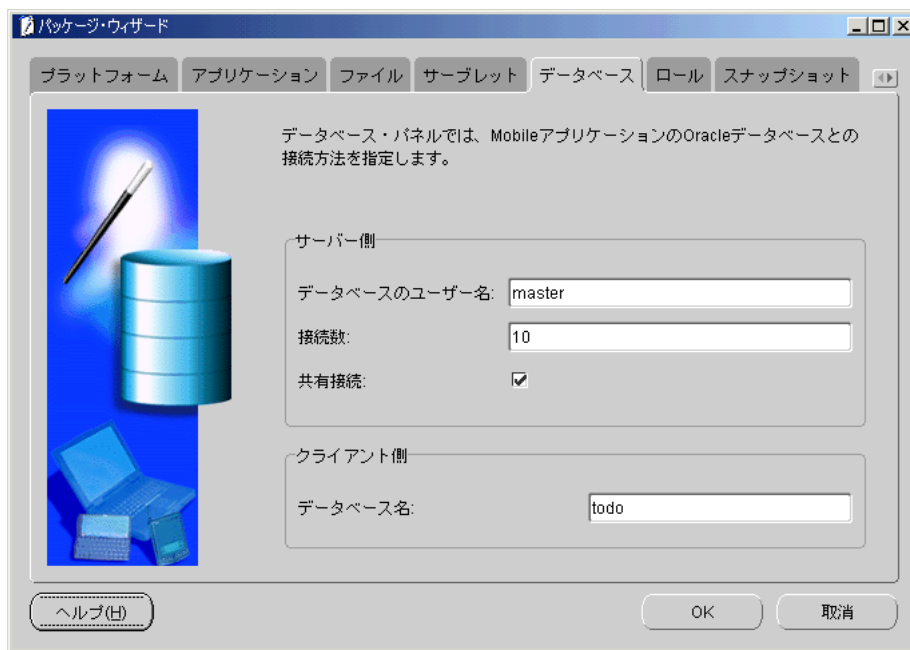 パッケージ・ウィザード
プラットフォーム アプリケーション ファイル サーブレット データベース ロール スナップショット
データベース・パネルでは、MobileアプリケーションのOracleデータベースとの
接続方法を指定します。
サーバー側
データベースのユーザー名: master
接続数: 10
共有接続:
クライアント側
データベース名: todo
ヘルプ(H) OK 取消